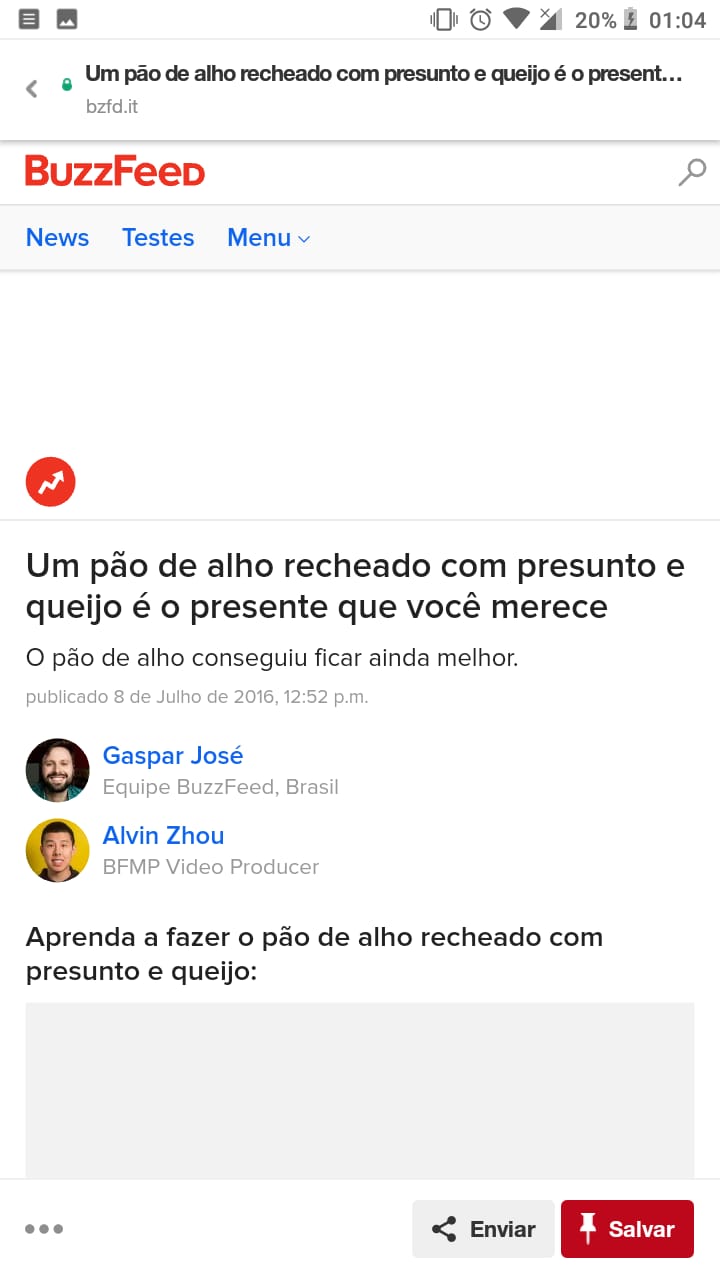 20% 01:04
Um pão de alho recheado com presunto e queijo é o present...
bzfd.it
BuzzFeed
News Testes Menu
Um pão de alho recheado com presunto e
queijo é o presente que você merece
O pão de alho conseguiu ficar ainda melhor.
publicado 8 de Julho de 2016, 12:52 p.m.
Gaspar José
Equipe BuzzFeed, Brasil
Alvin Zhou
BFMP Video Producer
Aprenda a fazer o pão de alho recheado com
presunto e queijo:
Enviar Salvar